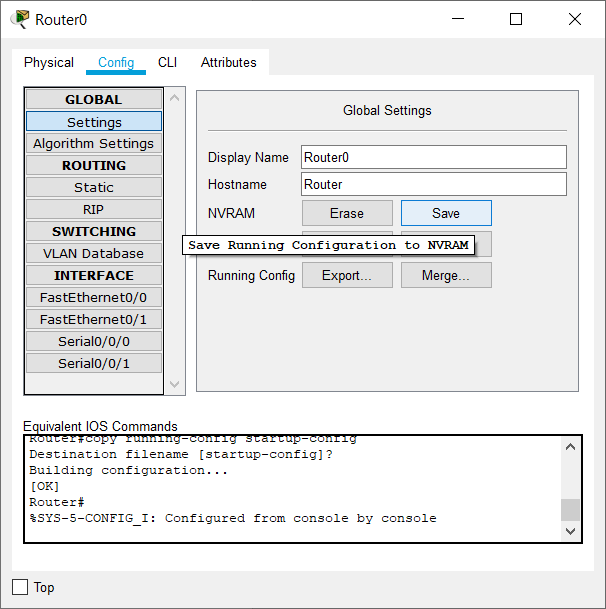 Router0
Physical Config CLI Attributes
GLOBAL
Settings
Algorithm Settings
ROUTING
Static
RIP
SWITCHING
VLAN Database
INTERFACE
FastEthernet0/0
FastEthernet0/1
Serial0/0/0
Serial0/0/1
Global Settings
Display Name Router0
Hostname Router
NVRAM Erase Save
Save Running Configuration to NVRAM
Running Config Export... Merge...
Equivalent IOS Commands
Router#copy running-config startup-config
Destination filename [startup-config]?
Building configuration...
[OK]
Router#
%SYS-5-CONFIG_I: Configured from console by console
Top